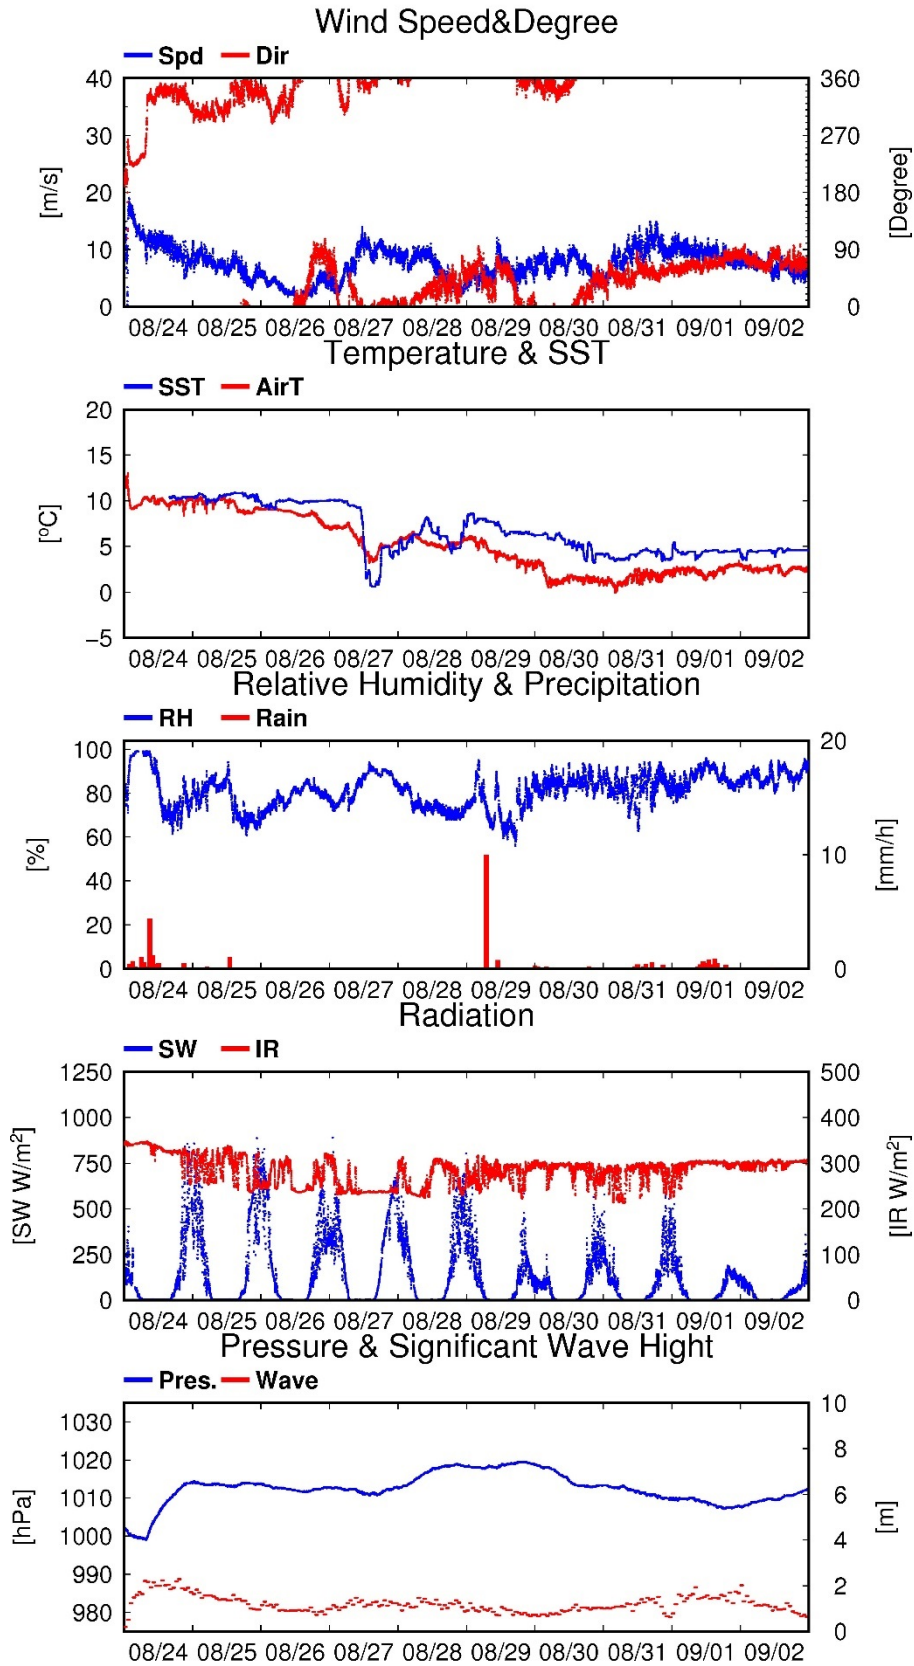 Wind Speed&Degree
Spd Dir
40 360
30 270
20 180
10 90
0 0
[m/s]
[Degree]
08/24 08/25 08/26 08/27 08/28 08/29 08/30 08/31 09/01 09/02
Temperature & SST
SST AirT
20
15
10
5
0
−5
[ºC]
08/24 08/25 08/26 08/27 08/28 08/29 08/30 08/31 09/01 09/02
Relative Humidity & Precipitation
RH Rain
100 20
80
60 10
40
20
0 0
[%]
[mm/h]
08/24 08/25 08/26 08/27 08/28 08/29 08/30 08/31 09/01 09/02
Radiation
SW IR
1250 500
1000 400
750 300
500 200
250 100
0 0
[SW W/m²]
[IR W/m²]
08/24 08/25 08/26 08/27 08/28 08/29 08/30 08/31 09/01 09/02
Pressure & Significant Wave Hight
Pres. Wave
1030 10
1020 8
1010 6
1000 4
990 2
980 0
[hPa]
[m]
08/24 08/25 08/26 08/27 08/28 08/29 08/30 08/31 09/01 09/02